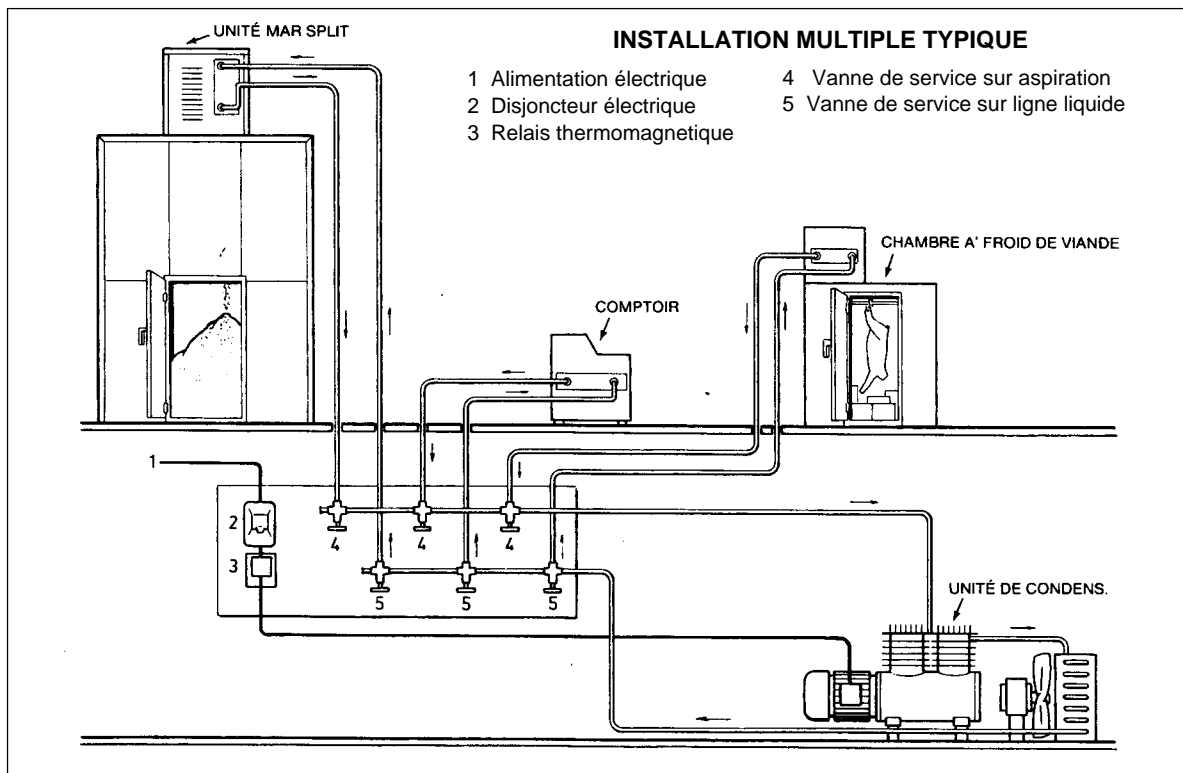 UNITÉ MAR SPLIT
INSTALLATION MULTIPLE TYPIQUE
1 Alimentation électrique
2 Disjoncteur électrique
3 Relais thermomagnetique
4 Vanne de service sur aspiration
5 Vanne de service sur ligne liquide
CHAMBRE A' FROID DE VIANDE
COMPTOIR
1
2
3
4
4
4
5
5
5
UNITÉ DE CONDENS.